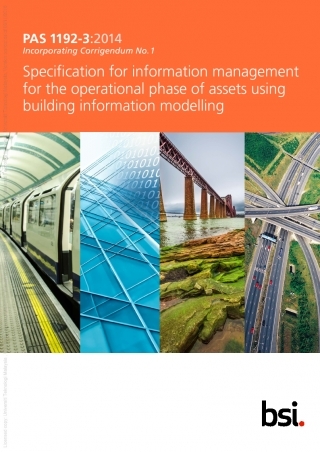 PAS 1192-3:2014
Incorporating Corrigendum No.1
Specification for information management
for the operational phase of assets using
building information modelling
bsi.